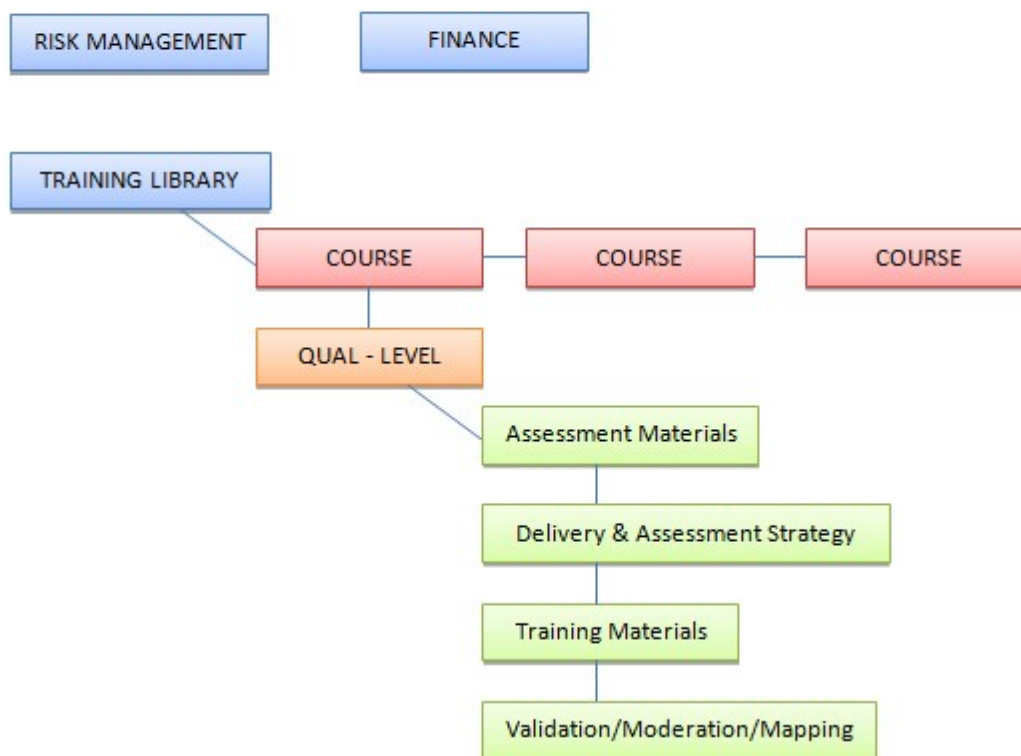 RISK MANAGEMENT
FINANCE
TRAINING LIBRARY
COURSE
COURSE
COURSE
QUAL - LEVEL
Assessment Materials
Delivery & Assessment Strategy
Training Materials
Validation/Moderation/Mapping